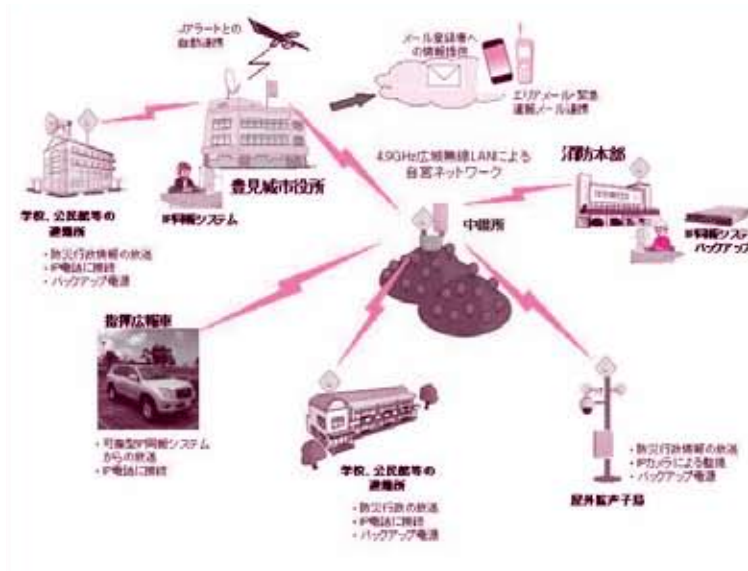 Jアラートとの
自動連携
メール登録者へ
の情報提供
エリアメール・緊急
速報メール連携
豊見城市役所
IP同報システム
学校、公民館等の
避難所
・防災行政情報の放送
・IP電話に接続
・バックアップ電源
4.9GHz広域無線LANによる
自営ネットワーク
中継所
消防本部
IP同報システム
バックアップ
指揮広報車
・可搬型IP同報システム
からの放送
・IP電話に接続
学校、公民館等の
避難所
・防災行政の放送
・IP電話に接続
・バックアップ電源
・防災行政情報の放送
・IPカメラによる監視
・バックアップ電源
屋外拡声子局